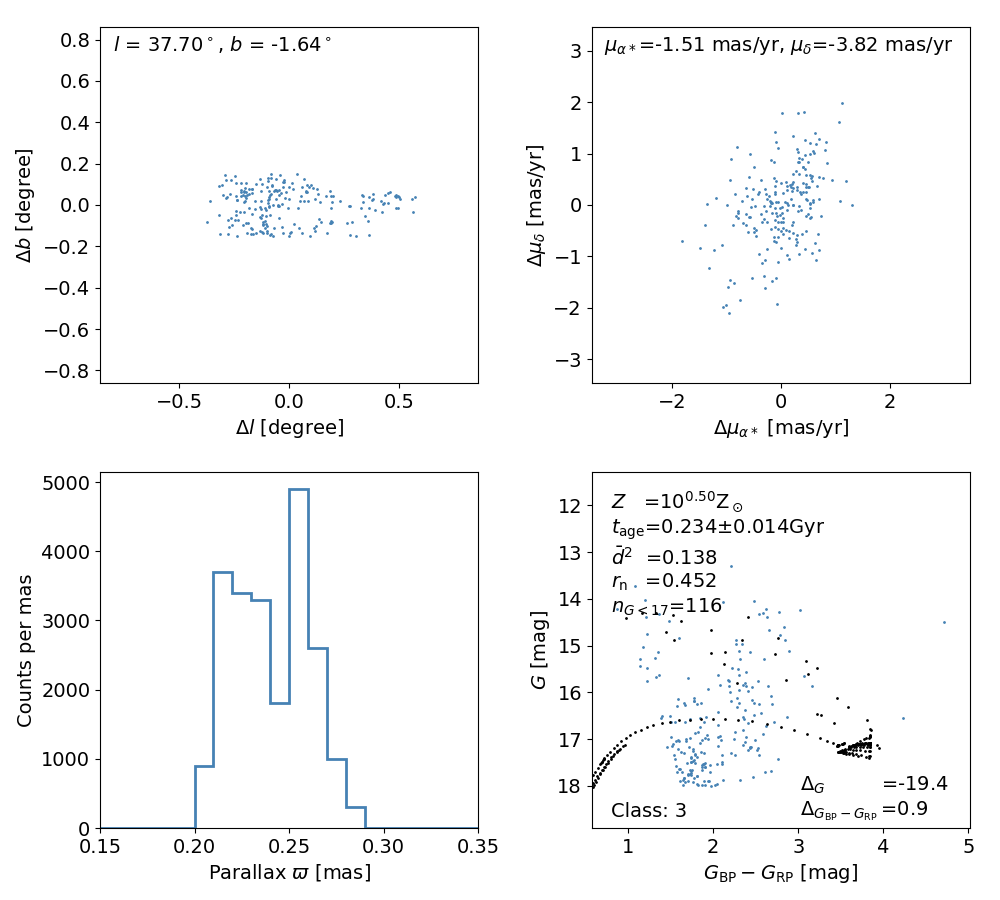 l = 37.70°, b = -1.64°
0.8
0.6
0.4
0.2
0.0
−0.2
−0.4
−0.6
−0.8
Δb [degree]
−0.5 0.0 0.5
Δl [degree]
μα*=-1.51 mas/yr, μδ=-3.82 mas/yr
3
2
1
0
−1
−2
−3
Δμδ [mas/yr]
−2 0 2
Δμα* [mas/yr]
5000
4000
3000
2000
1000
0
Counts per mas
0.15 0.20 0.25 0.30 0.35
Parallax ϖ [mas]
Z =10^0.50 Z⊙
tage=0.234±0.014Gyr
d̄² =0.138
rn =0.452
nG<17=116
12
13
14
15
16
17
18
G [mag]
ΔG =-19.4
ΔGBP−GRP =0.9
Class: 3
1 2 3 4 5
GBP − GRP [mag]